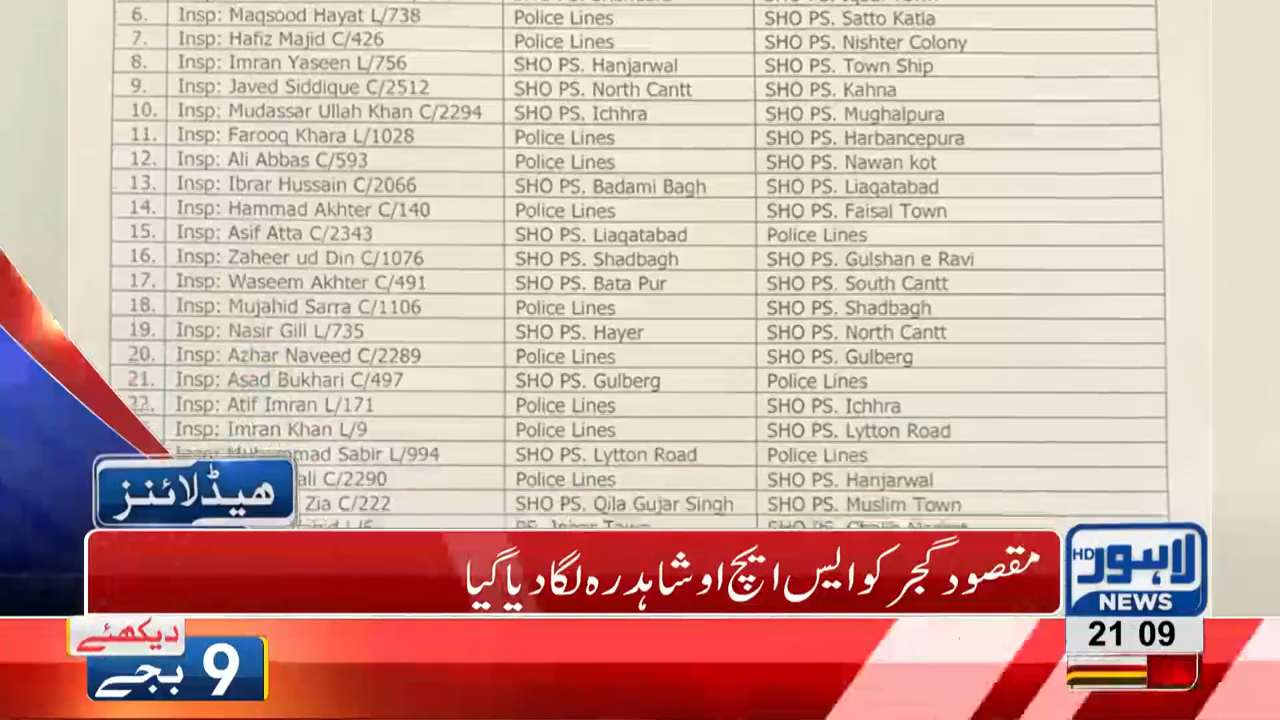 6. Insp: Maqsood Hayat L/738 Police Lines SHO PS. Satto Katla
7. Insp: Hafiz Majid C/426 Police Lines SHO PS. Nishter Colony
8. Insp: Imran Yaseen L/756 SHO PS. Hanjarwal SHO PS. Town Ship
9. Insp: Javed Siddique C/2512 SHO PS. North Cantt SHO PS. Kahna
10. Insp: Mudassar Ullah Khan C/2294 SHO PS. Ichhra SHO PS. Mughalpura
11. Insp: Farooq Khara L/1028 Police Lines SHO PS. Harbancepura
12. Insp: Ali Abbas C/593 Police Lines SHO PS. Nawan kot
13. Insp: Ibrar Hussain C/2066 SHO PS. Badami Bagh SHO PS. Liaqatabad
14. Insp: Hammad Akhter C/140 Police Lines SHO PS. Faisal Town
15. Insp: Asif Atta C/2343 SHO PS. Liaqatabad Police Lines
16. Insp: Zaheer ud Din C/1076 SHO PS. Shadbagh SHO PS. Gulshan e Ravi
17. Insp: Waseem Akhter C/491 SHO PS. Bata Pur SHO PS. South Cantt
18. Insp: Mujahid Sarra C/1106 Police Lines SHO PS. Shadbagh
19. Insp: Nasir Gill L/735 SHO PS. Hayer SHO PS. North Cantt
20. Insp: Azhar Naveed C/2289 Police Lines SHO PS. Gulberg
21. Insp: Asad Bukhari C/497 SHO PS. Gulberg Police Lines
22. Insp: Atif Imran L/171 Police Lines SHO PS. Ichhra
Insp: Imran Khan L/9 Police Lines SHO PS. Lytton Road
Sabir L/994 SHO PS. Lytton Road Police Lines
C/2290 Police Lines SHO PS. Hanjarwal
Zia C/222 SHO PS. Qila Gujar Singh SHO PS. Muslim Town
ھیڈلائنز
مقصود گجر کو ایس ایچ او شاہدرہ لگا دیا گیا
لاہور HD
NEWS
21 09
دیکھئے
9 بجے